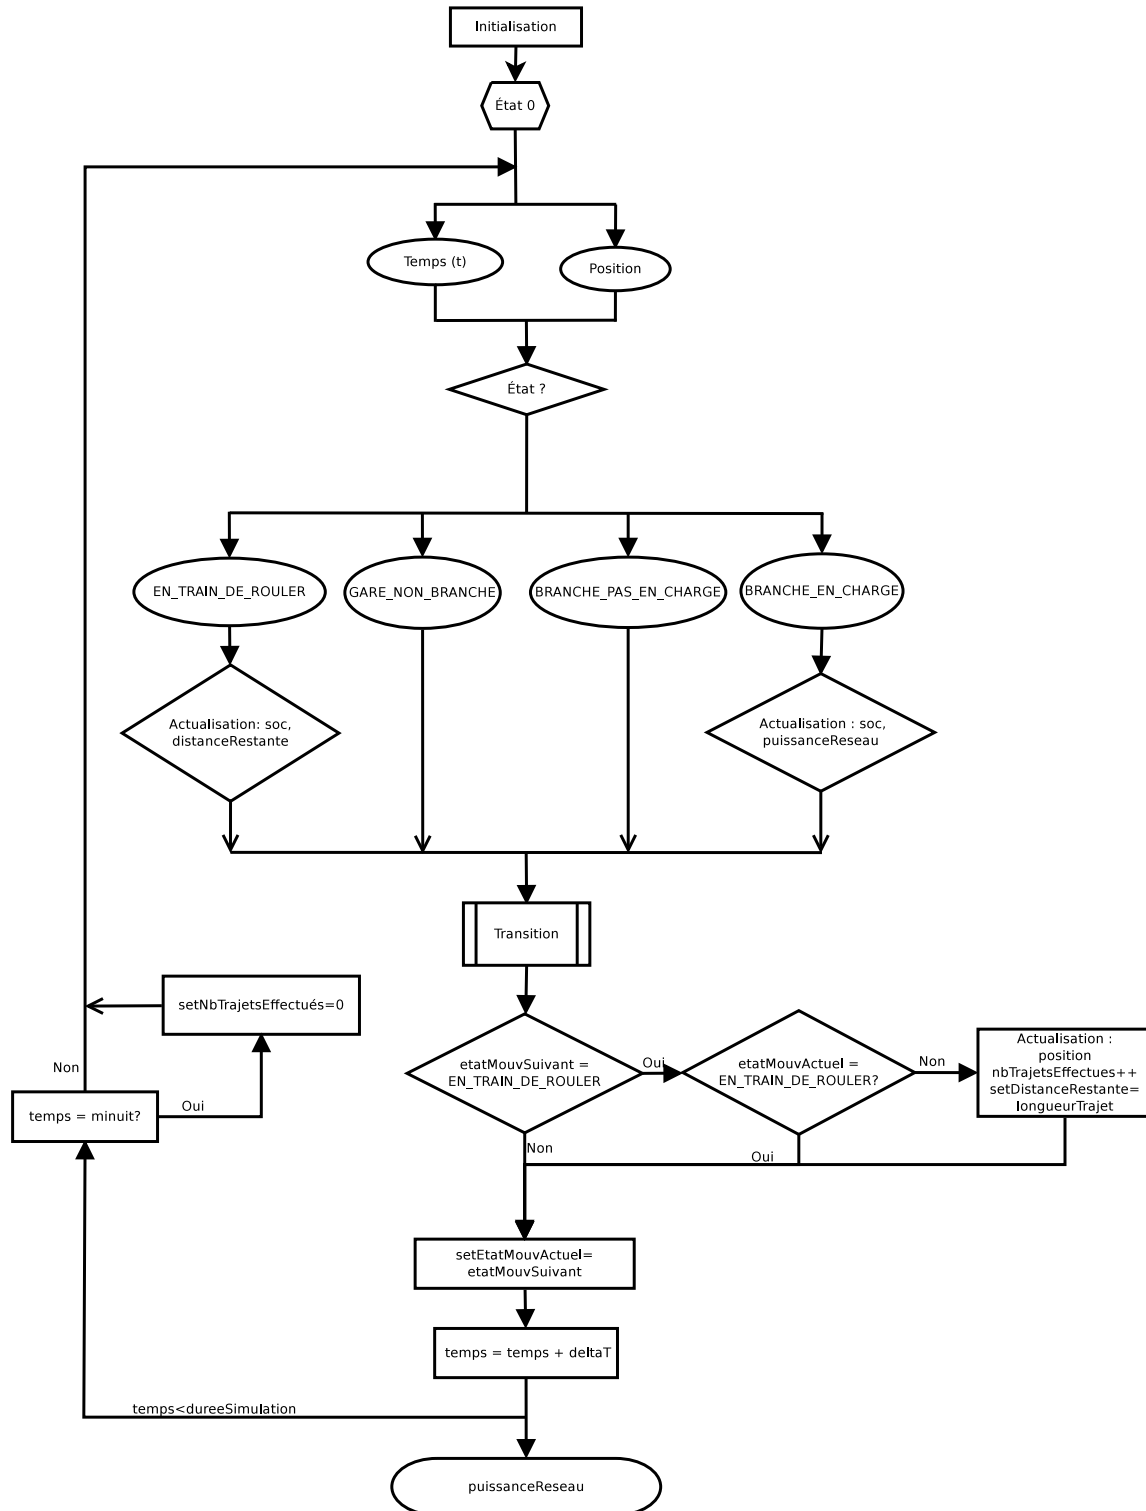 Initialisation
État 0
Temps (t)
Position
État ?
EN_TRAIN_DE_ROULER
GARE_NON_BRANCHE
BRANCHE_PAS_EN_CHARGE
BRANCHE_EN_CHARGE
Actualisation: soc,
distanceRestante
Actualisation : soc,
puissanceReseau
Transition
setNbTrajetsEffectués=0
etatMouvSuivant =
EN_TRAIN_DE_ROULER
Oui
etatMouvActuel =
EN_TRAIN_DE_ROULER?
Non
Actualisation :
position
nbTrajetsEffectues++
setDistanceRestante=
longueurTrajet
Non
temps = minuit?
Oui
Non
Oui
setEtatMouvActuel=
etatMouvSuivant
temps = temps + deltaT
temps<dureeSimulation
puissanceReseau